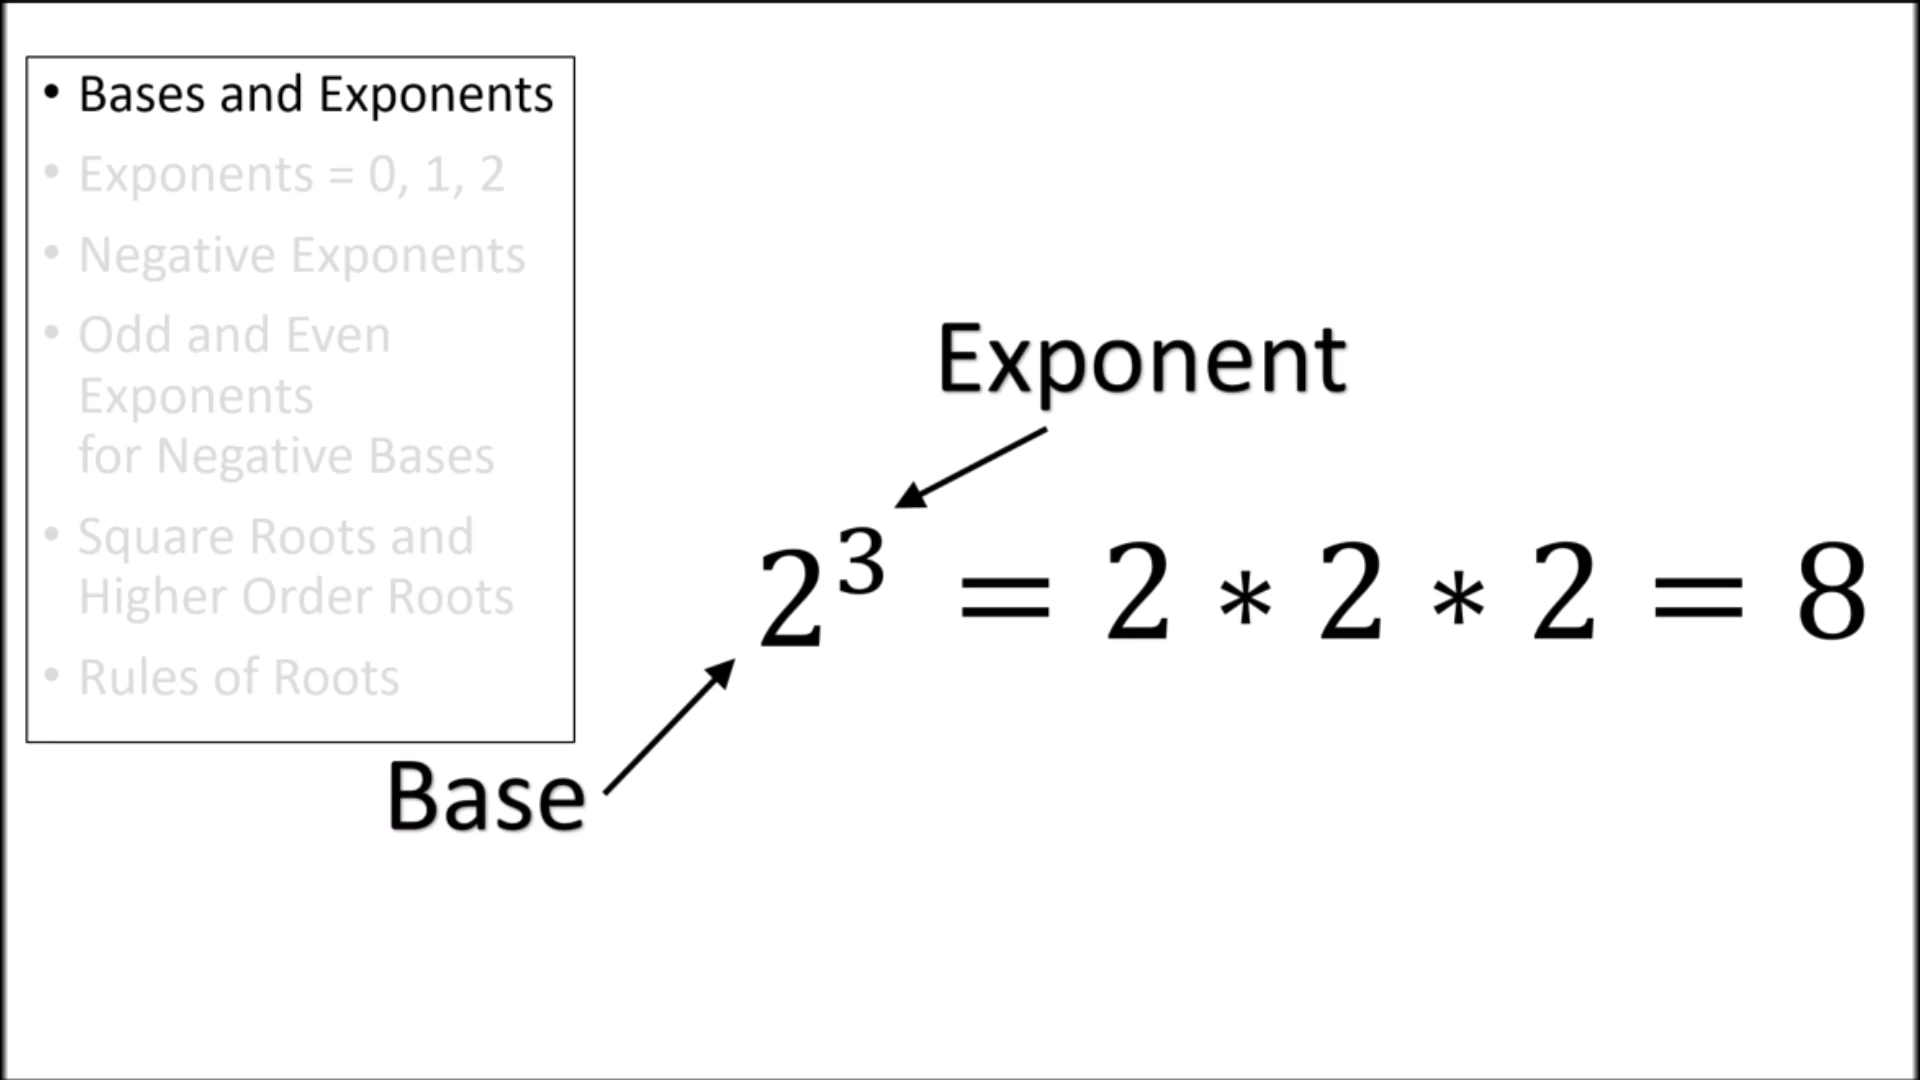 • Bases and Exponents
• Exponents = 0, 1, 2
• Negative Exponents
• Odd and Even
Exponents
for Negative Bases
• Square Roots and
Higher Order Roots
• Rules of Roots
Exponent
2³ = 2 * 2 * 2 = 8
Base